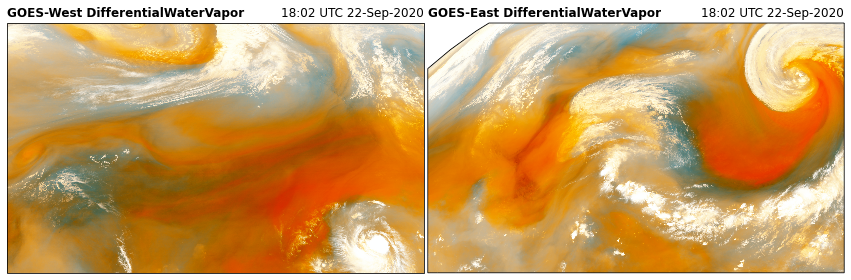 GOES-West DifferentialWaterVapor 18:02 UTC 22-Sep-2020
GOES-East DifferentialWaterVapor 18:02 UTC 22-Sep-2020